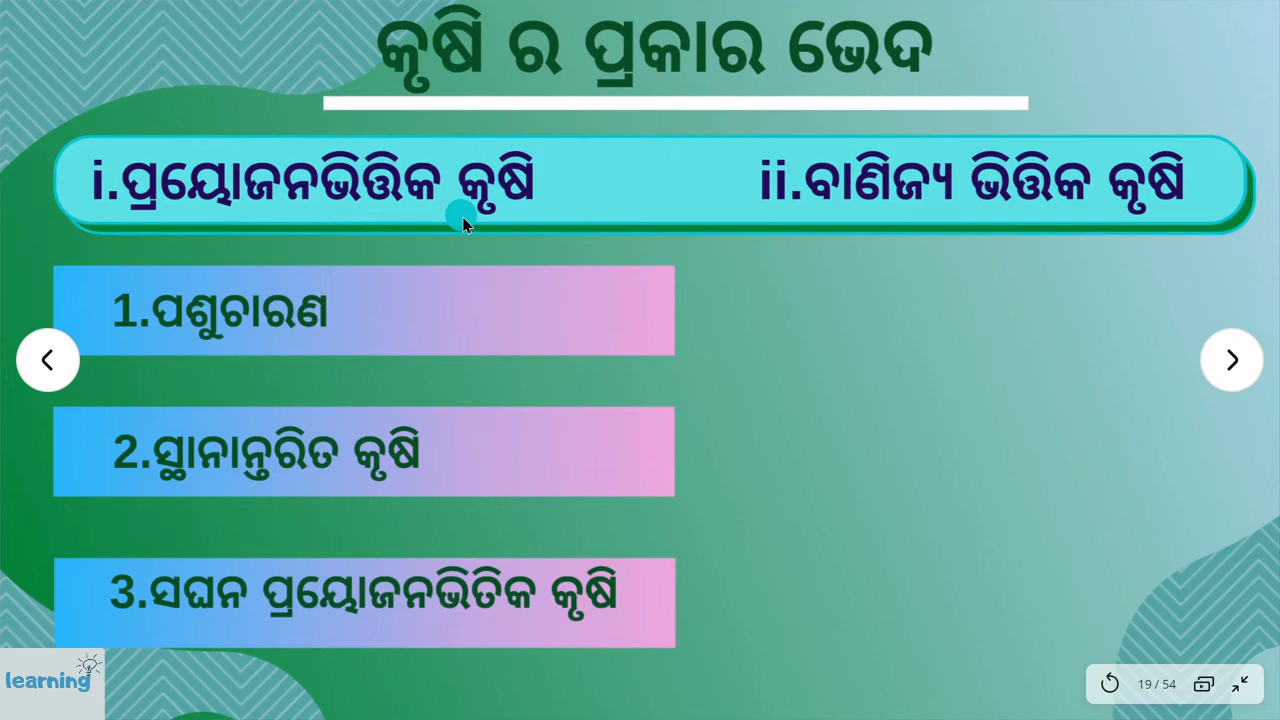 କୃଷି ର ପ୍ରକାର ଭେଦ
i.ପ୍ରୟୋଜନଭିତ୍ତିକ କୃଷି ii.ବାଣିଜ୍ୟ ଭିତ୍ତିକ କୃଷି
1.ପଶୁଚାରଣ
2.ସ୍ଥାନାନ୍ତରିତ କୃଷି
3.ସଘନ ପ୍ରୟୋଜନଭିତିକ କୃଷି
learning
19 / 54